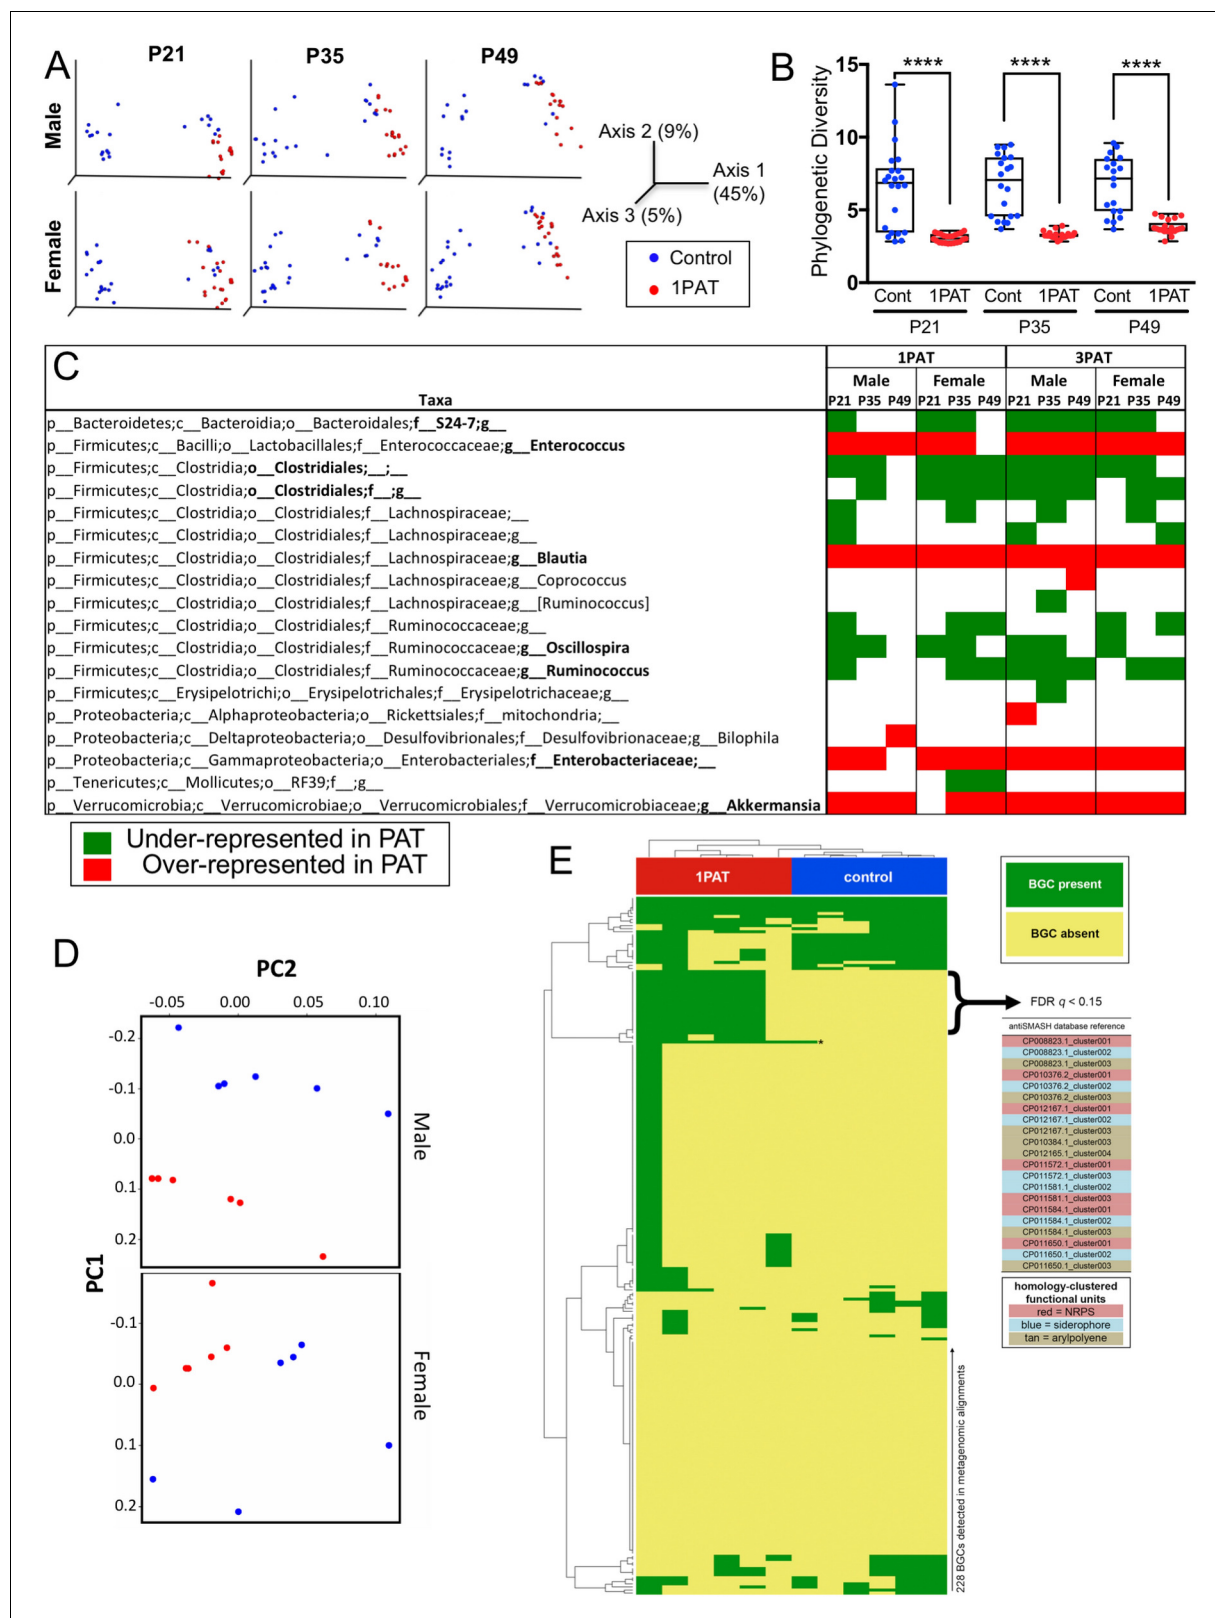 A
P21
P35
P49
Male
Female
Axis 2 (9%)
Axis 1
(45%)
Axis 3 (5%)
Control
1PAT
B
Phylogenetic Diversity
15
10
5
0
****
****
****
Cont
1PAT
Cont
1PAT
Cont
1PAT
P21
P35
P49
C
1PAT
3PAT
Male
Female
Male
Female
Taxa
P21 P35 P49 P21 P35 P49 P21 P35 P49 P21 P35 P49
p__Bacteroidetes;c__Bacteroidia;o__Bacteroidales;f__S24-7;g__
p__Firmicutes;c__Bacilli;o__Lactobacillales;f__Enterococcaceae;g__Enterococcus
p__Firmicutes;c__Clostridia;o__Clostridiales;__;__
p__Firmicutes;c__Clostridia;o__Clostridiales;f__;g__
p__Firmicutes;c__Clostridia;o__Clostridiales;f__Lachnospiraceae;__
p__Firmicutes;c__Clostridia;o__Clostridiales;f__Lachnospiraceae;g__
p__Firmicutes;c__Clostridia;o__Clostridiales;f__Lachnospiraceae;g__Blautia
p__Firmicutes;c__Clostridia;o__Clostridiales;f__Lachnospiraceae;g__Coprococcus
p__Firmicutes;c__Clostridia;o__Clostridiales;f__Lachnospiraceae;g__[Ruminococcus]
p__Firmicutes;c__Clostridia;o__Clostridiales;f__Ruminococcaceae;g__
p__Firmicutes;c__Clostridia;o__Clostridiales;f__Ruminococcaceae;g__Oscillospira
p__Firmicutes;c__Clostridia;o__Clostridiales;f__Ruminococcaceae;g__Ruminococcus
p__Firmicutes;c__Erysipelotrichi;o__Erysipelotrichales;f__Erysipelotrichaceae;g__
p__Proteobacteria;c__Alphaproteobacteria;o__Rickettsiales;f__mitochondria;__
p__Proteobacteria;c__Deltaproteobacteria;o__Desulfovibrionales;f__Desulfovibrionaceae;g__Bilophila
p__Proteobacteria;c__Gammaproteobacteria;o__Enterobacteriales;f__Enterobacteriaceae;__
p__Tenericutes;c__Mollicutes;o__RF39;f__;g__
p__Verrucomicrobia;c__Verrucomicrobiae;o__Verrucomicrobiales;f__Verrucomicrobiaceae;g__Akkermansia
Under-represented in PAT
Over-represented in PAT
D
PC2
-0.05
0.00
0.05
0.10
-0.2
-0.1
0.0
0.1
0.2
Male
PC1
-0.1
0.0
0.1
0.2
Female
E
1PAT
control
BGC present
BGC absent
*
FDR q < 0.15
antiSMASH database reference
CP008823.1_cluster001
CP008823.1_cluster002
CP008823.1_cluster003
CP010376.2_cluster001
CP010376.2_cluster002
CP010376.2_cluster003
CP012167.1_cluster001
CP012167.1_cluster002
CP012167.1_cluster003
CP010384.1_cluster003
CP012165.1_cluster004
CP011572.1_cluster001
CP011572.1_cluster003
CP011581.1_cluster002
CP011581.1_cluster003
CP011584.1_cluster001
CP011584.1_cluster002
CP011584.1_cluster003
CP011650.1_cluster001
CP011650.1_cluster002
CP011650.1_cluster003
homology-clustered
functional units
red = NRPS
blue = siderophore
tan = arylpolyene
228 BGCs detected in metagenomic alignments